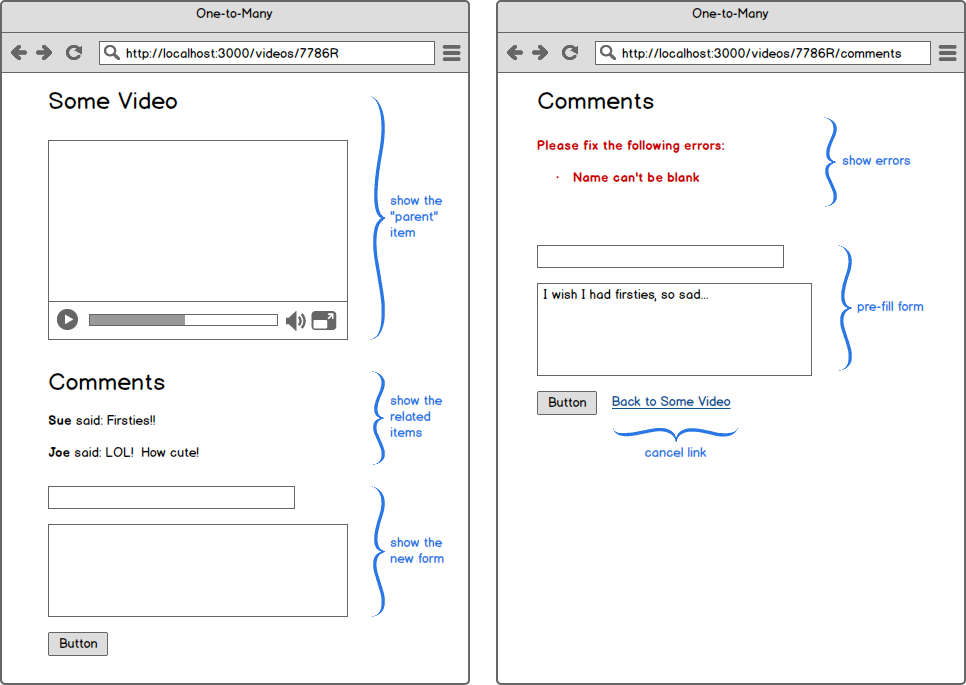 One-to-Many
http://localhost:3000/videos/7786R
Some Video
show the
"parent"
item
Comments
Sue said: Firsties!!
Joe said: LOL!  How cute!
show the
related
items
show the
new form
Button
One-to-Many
http://localhost:3000/videos/7786R/comments
Comments
Please fix the following errors:
· Name can't be blank
show errors
I wish I had firsties, so sad...
pre-fill form
Button
Back to Some Video
cancel link